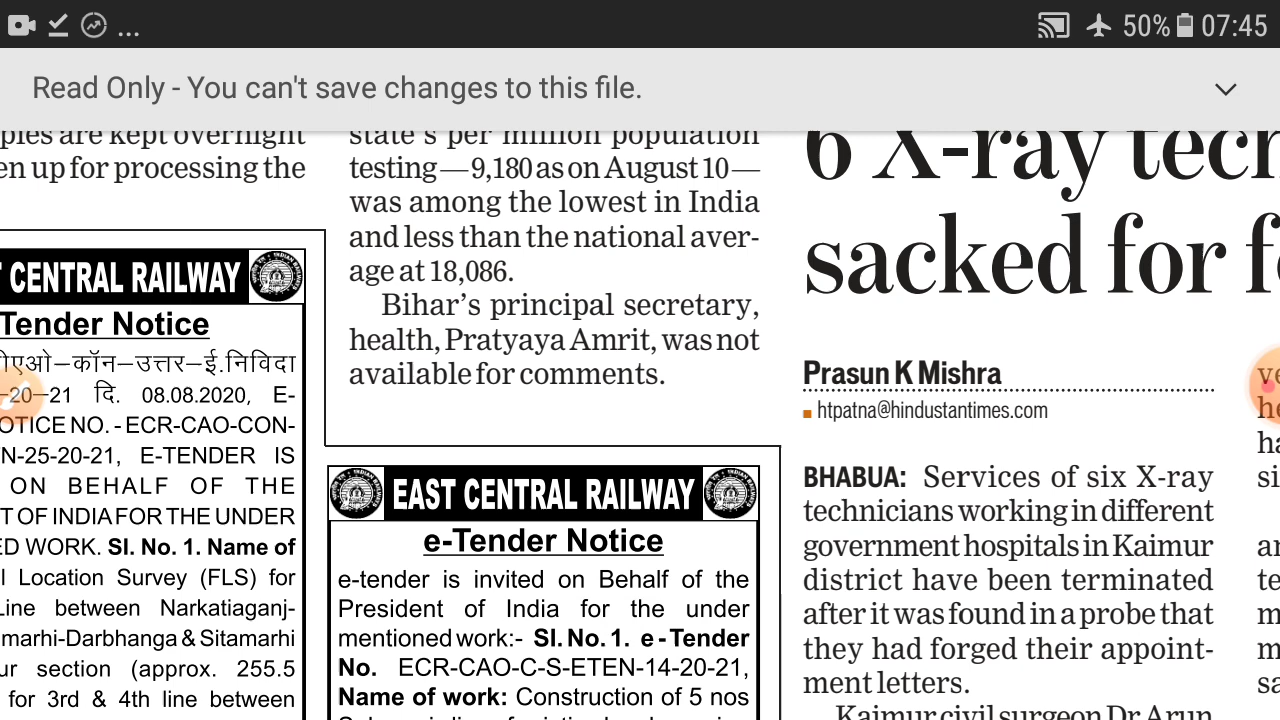 50% 07:45
Read Only - You can't save changes to this file.
ples are kept overnight
en up for processing the
CENTRAL RAILWAY
Tender Notice
पीएओ–कॉन–उत्तर–ई.निविदा
–20–21 दि. 08.08.2020, E-
OTICE NO. - ECR-CAO-CON-
N-25-20-21, E-TENDER IS
ON BEHALF OF THE
T OF INDIA FOR THE UNDER
ED WORK. Sl. No. 1. Name of
l Location Survey (FLS) for
Line between Narkatiaganj-
marhi-Darbhanga & Sitamarhi
ur section (approx. 255.5
for 3rd & 4th line between
state's per million population
testing—9,180 as on August 10—
was among the lowest in India
and less than the national aver-
age at 18,086.
Bihar's principal secretary,
health, Pratyaya Amrit, was not
available for comments.
EAST CENTRAL RAILWAY
e-Tender Notice
e-tender is invited on Behalf of the
President of India for the under
mentioned work:- Sl. No. 1. e - Tender
No. ECR-CAO-C-S-ETEN-14-20-21,
Name of work: Construction of 5 nos
6 X-ray tech
sacked for f
Prasun K Mishra
htpatna@hindustantimes.com
BHABUA: Services of six X-ray
technicians working in different
government hospitals in Kaimur
district have been terminated
after it was found in a probe that
they had forged their appoint-
ment letters.
Kaimur civil surgeon Dr Arun